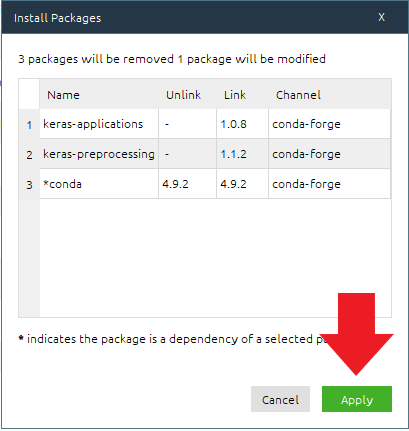 Install Packages X
3 packages will be removed 1 package will be modified
Name Unlink Link Channel
1 keras-applications - 1.0.8 conda-forge
2 keras-preprocessing - 1.1.2 conda-forge
3 *conda 4.9.2 4.9.2 conda-forge
* indicates the package is a dependency of a selected
Cancel Apply